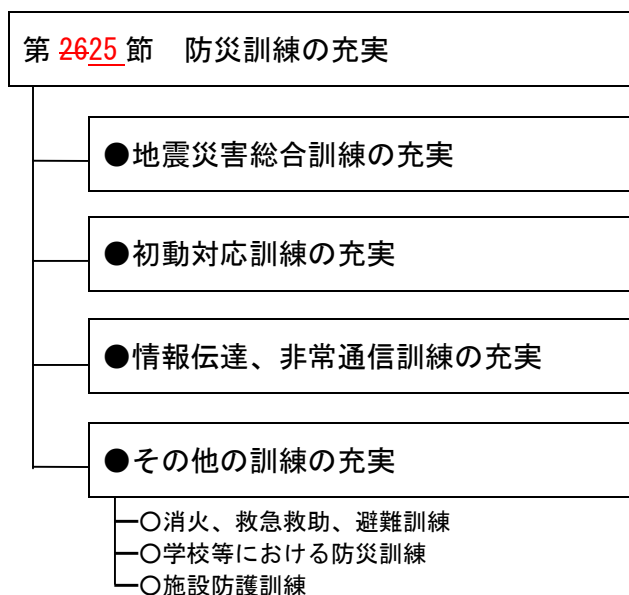 第 2625 節　防災訓練の充実
●地震災害総合訓練の充実
●初動対応訓練の充実
●情報伝達、非常通信訓練の充実
●その他の訓練の充実
○消火、救急救助、避難訓練
○学校等における防災訓練
○施設防護訓練